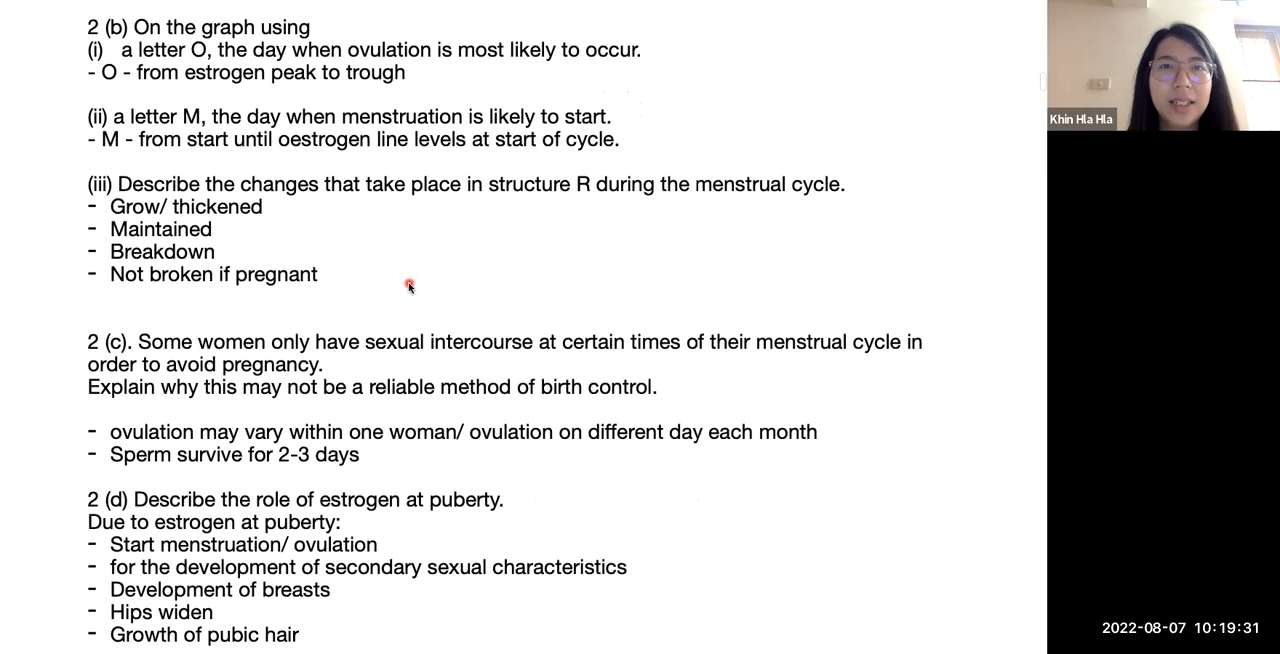 2 (b) On the graph using
(i) a letter O, the day when ovulation is most likely to occur.
- O - from estrogen peak to trough
(ii) a letter M, the day when menstruation is likely to start.
- M - from start until oestrogen line levels at start of cycle.
(iii) Describe the changes that take place in structure R during the menstrual cycle.
- Grow/ thickened
- Maintained
- Breakdown
- Not broken if pregnant
2 (c). Some women only have sexual intercourse at certain times of their menstrual cycle in
order to avoid pregnancy.
Explain why this may not be a reliable method of birth control.
- ovulation may vary within one woman/ ovulation on different day each month
- Sperm survive for 2-3 days
2 (d) Describe the role of estrogen at puberty.
Due to estrogen at puberty:
- Start menstruation/ ovulation
- for the development of secondary sexual characteristics
- Development of breasts
- Hips widen
- Growth of pubic hair
Khin Hla Hla
2022-08-07 10:19:31